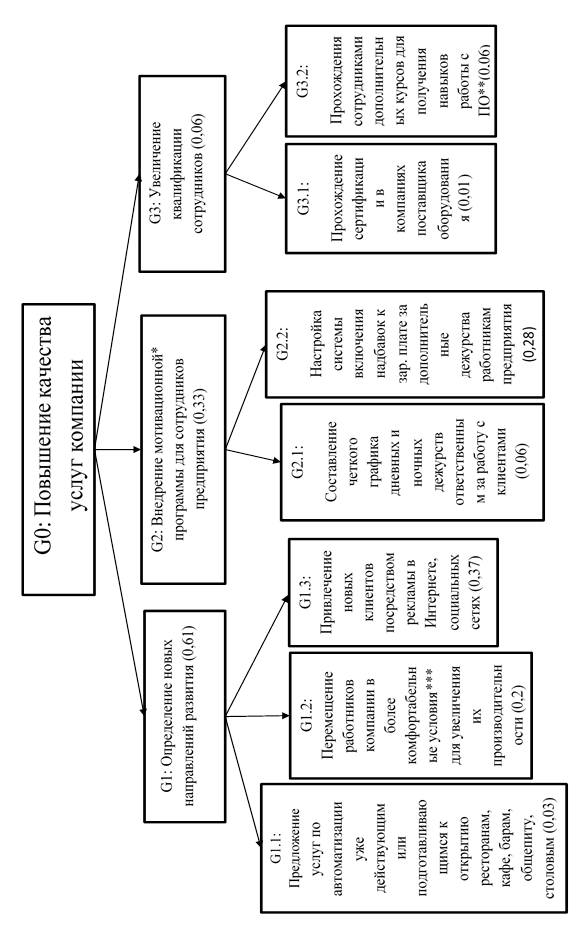 G0: Повышение качества
услуг компании
G1: Определение новых
направлений развития (0,61)
G2: Внедрение мотивационной*
программы для сотрудников
предприятия (0,33)
G3: Увеличение
квалификации
сотрудников (0,06)
G1.1:
Предложение
услуг по
автоматизации
уже
действующим
или
подготавливаю
щимся к
открытию
ресторанам,
кафе, барам,
общепиту,
столовым (0,03)
G1.2:
Перемещение
работников
компании в
более
комфортабельн
ые условия***
для увеличения
их
производительн
ости (0,2)
G1.3:
Привлечение
новых
клиентов
посредством
рекламы в
Интернете,
социальных
сетях (0,37)
G2.1:
Составление
четкого
графика
дневных и
ночных
дежурств
ответственны
м за работу с
клиентами
(0,06)
G2.2:
Настройка
системы
включения
надбавок к
зар. плате за
дополнитель
ные
дежурства
работникам
предприятия
(0,28)
G3.1:
Прохождение
сертификаци
и в
компаниях
поставщика
оборудовани
я (0,01)
G3.2:
Прохождения
сотрудниками
дополнительн
ых курсов для
получения
навыков
работы с
ПО**(0.06)